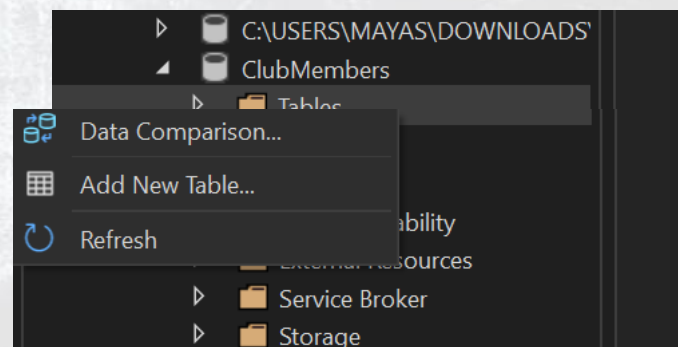 C:\USERS\MAYAS\DOWNLOADS\
ClubMembers
Tables
Data Comparison...
Add New Table...
Refresh
ability
External Resources
Service Broker
Storage